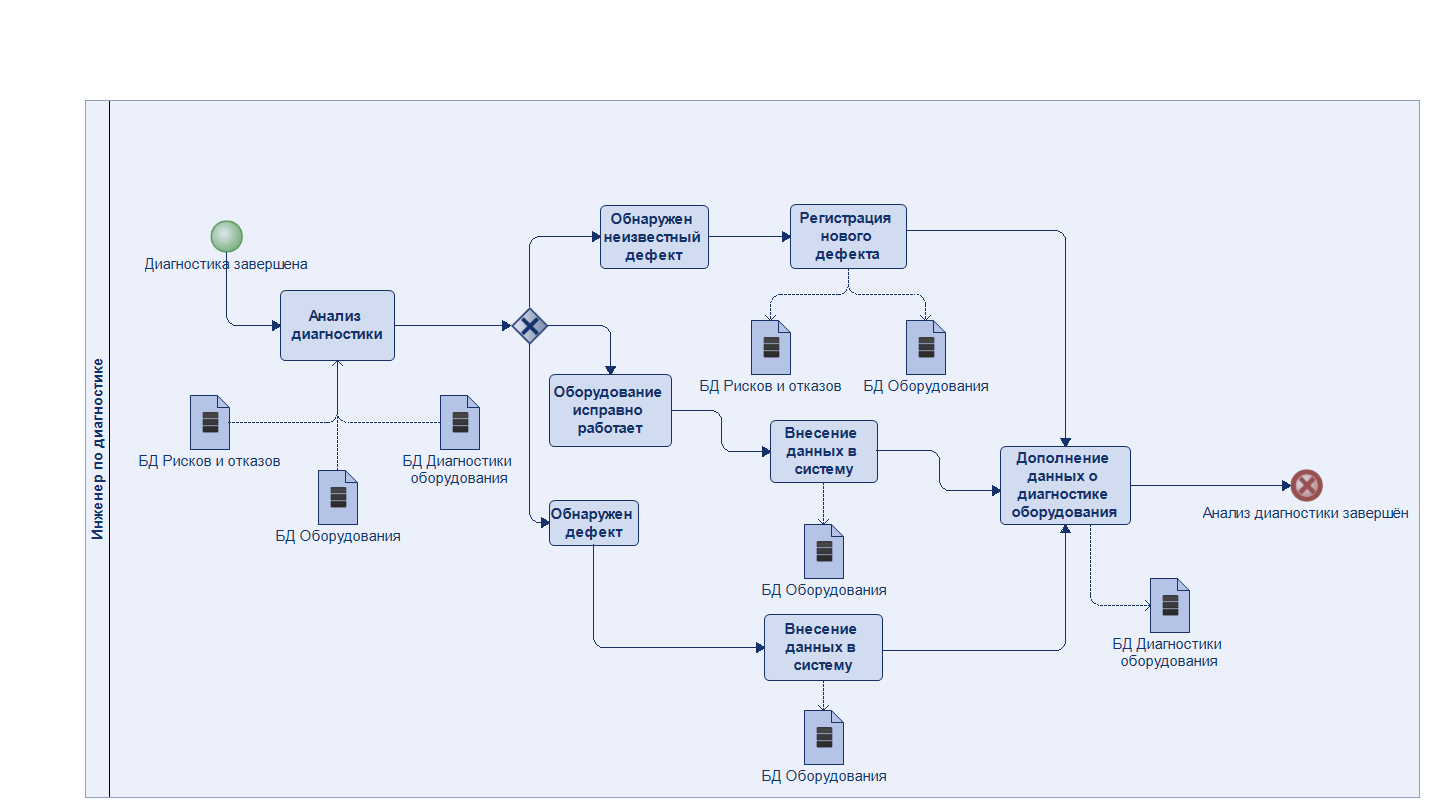 Инженер по диагностике
Диагностика завершена
Анализ
диагностики
БД Рисков и отказов
БД Оборудования
БД Диагностики
оборудования
Обнаружен
неизвестный
дефект
Регистрация
нового
дефекта
БД Рисков и отказов
БД Оборудования
Оборудование
исправно
работает
Внесение
данных в
систему
БД Оборудования
Обнаружен
дефект
Внесение
данных в
систему
БД Оборудования
Дополнение
данных о
диагностике
оборудования
БД Диагностики
оборудования
Анализ диагностики завершён